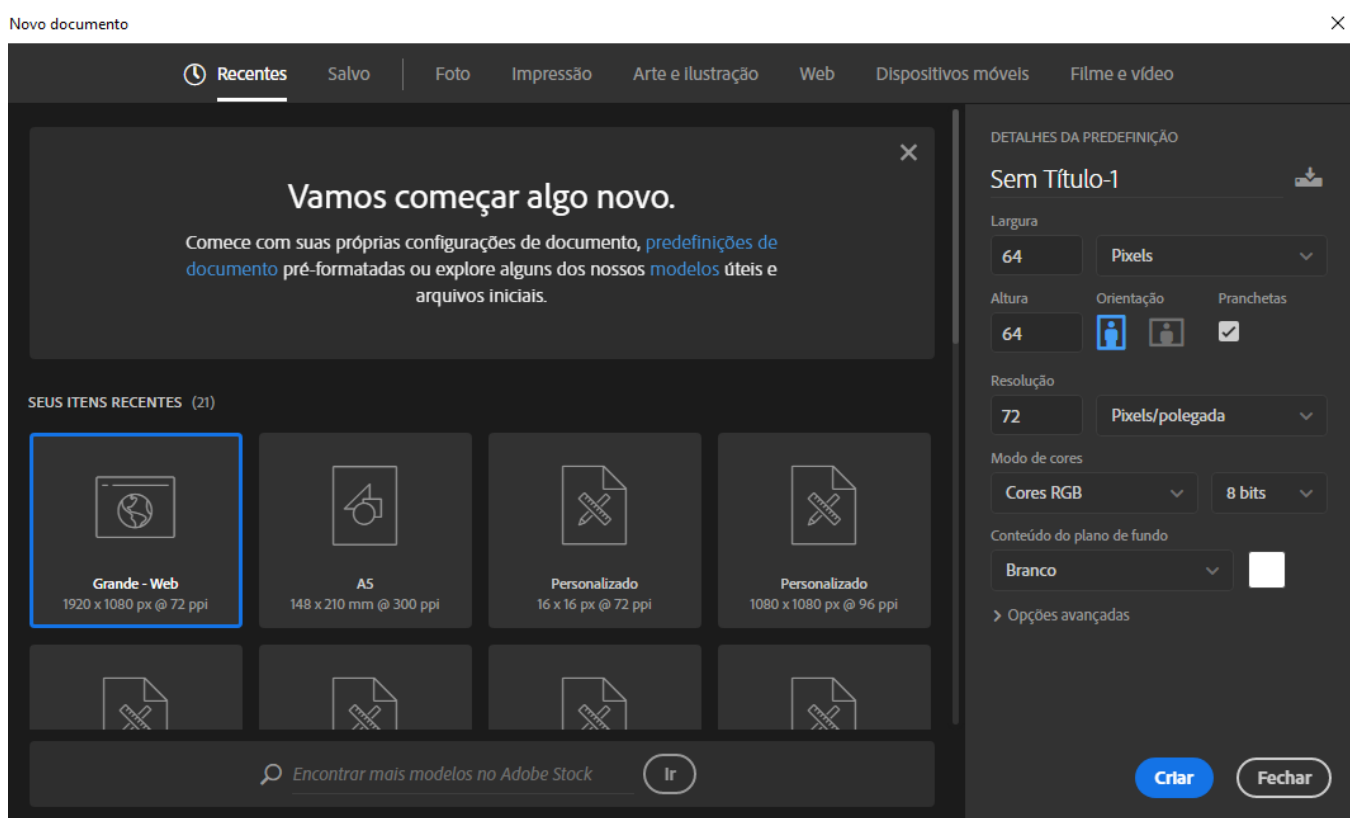 Novo documento
Recentes
Salvo
Foto
Impressão
Arte e ilustração
Web
Dispositivos móveis
Filme e vídeo
Vamos começar algo novo.
Comece com suas próprias configurações de documento, predefinições de
documento pré-formatadas ou explore alguns dos nossos modelos úteis e
arquivos iniciais.
SEUS ITENS RECENTES (21)
Grande - Web
1920 x 1080 px @ 72 ppi
A5
148 x 210 mm @ 300 ppi
Personalizado
16 x 16 px @ 72 ppi
Personalizado
1080 x 1080 px @ 96 ppi
Encontrar mais modelos no Adobe Stock
Ir
DETALHES DA PREDEFINIÇÃO
Sem Título-1
Largura
64 Pixels
Altura Orientação Pranchetas
64
Resolução
72 Pixels/polegada
Modo de cores
Cores RGB 8 bits
Conteúdo do plano de fundo
Branco
Opções avançadas
Criar Fechar